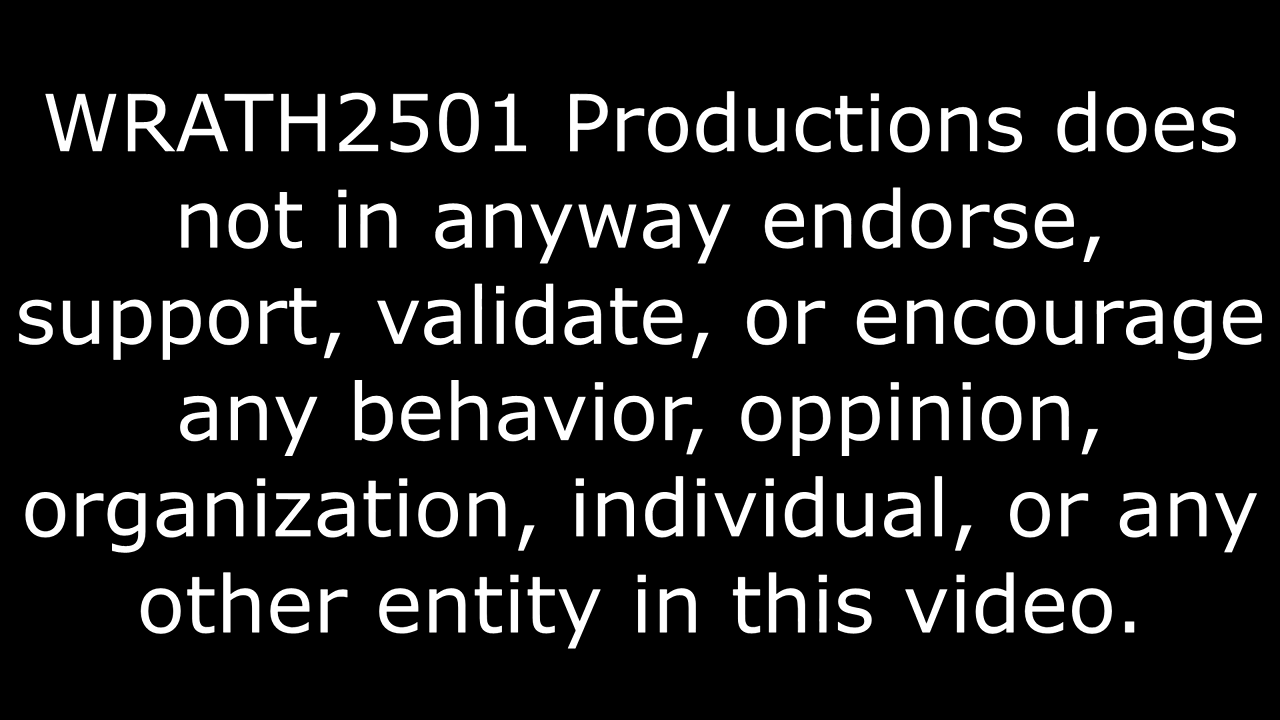 WRATH2501 Productions does
not in anyway endorse,
support, validate, or encourage
any behavior, oppinion,
organization, individual, or any
other entity in this video.